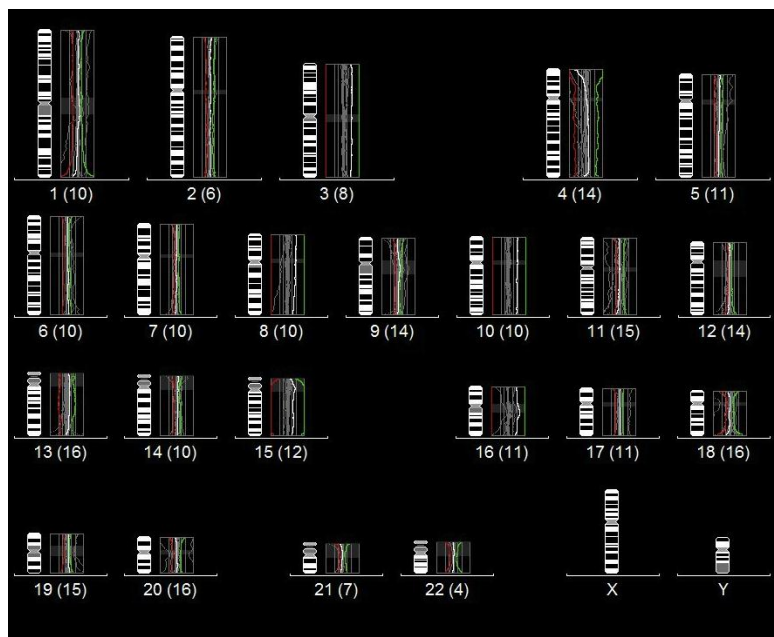 1 (10) 2 (6) 3 (8) 4 (14) 5 (11)
6 (10) 7 (10) 8 (10) 9 (14) 10 (10) 11 (15) 12 (14)
13 (16) 14 (10) 15 (12) 16 (11) 17 (11) 18 (16)
19 (15) 20 (16) 21 (7) 22 (4) X Y